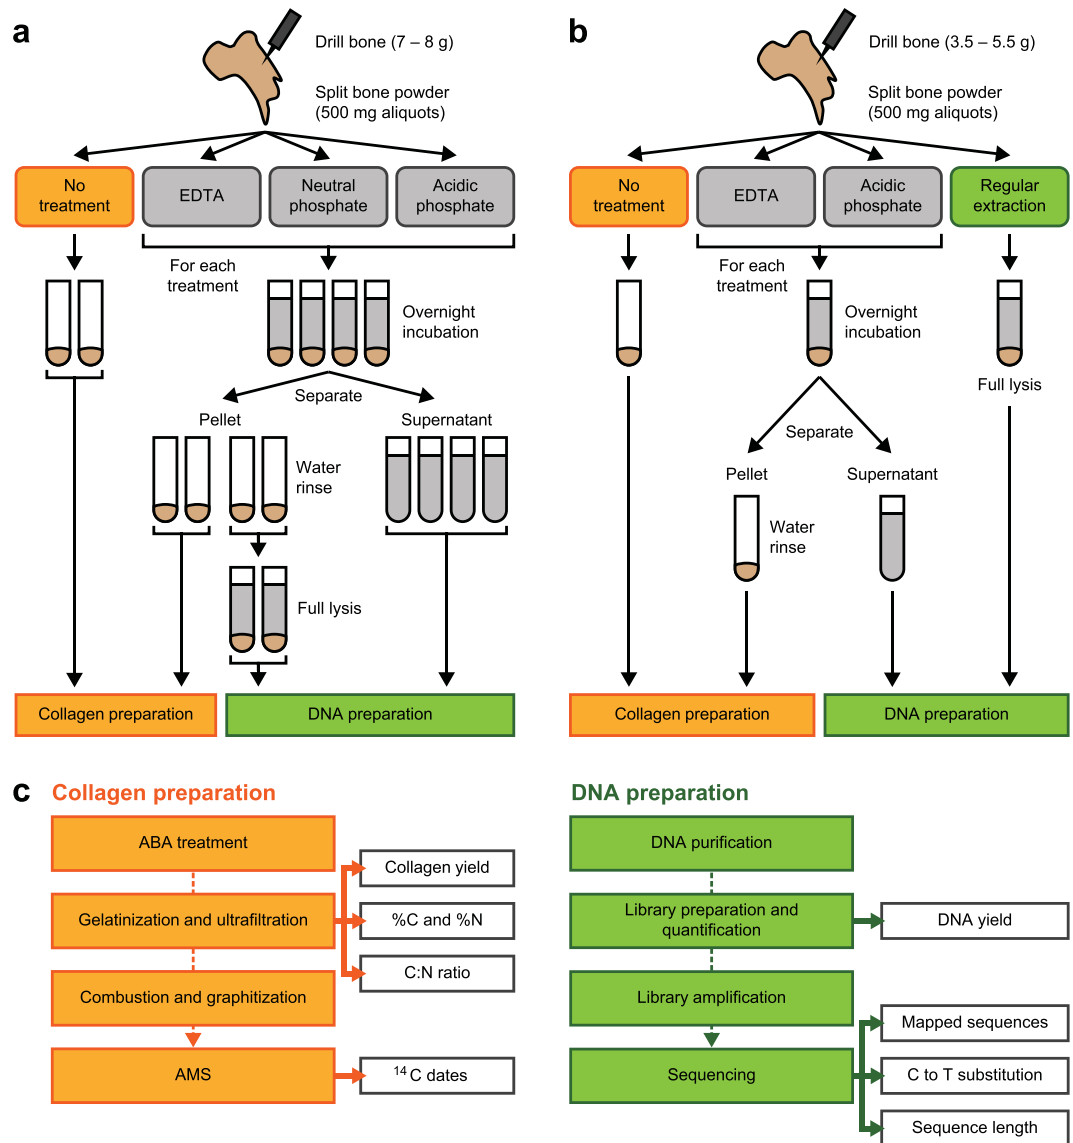 a
Drill bone (7 – 8 g)
Split bone powder
(500 mg aliquots)
No
treatment
EDTA
Neutral
phosphate
Acidic
phosphate
For each
treatment
Overnight
incubation
Separate
Pellet
Supernatant
Water
rinse
Full lysis
Collagen preparation
DNA preparation
b
Drill bone (3.5 – 5.5 g)
Split bone powder
(500 mg aliquots)
No
treatment
EDTA
Acidic
phosphate
Regular
extraction
For each
treatment
Overnight
incubation
Full lysis
Separate
Pellet
Supernatant
Water
rinse
Collagen preparation
DNA preparation
c
Collagen preparation
ABA treatment
Collagen yield
Gelatinization and ultrafiltration
%C and %N
C:N ratio
Combustion and graphitization
AMS
¹⁴C dates
DNA preparation
DNA purification
Library preparation and
quantification
DNA yield
Library amplification
Mapped sequences
Sequencing
C to T substitution
Sequence length